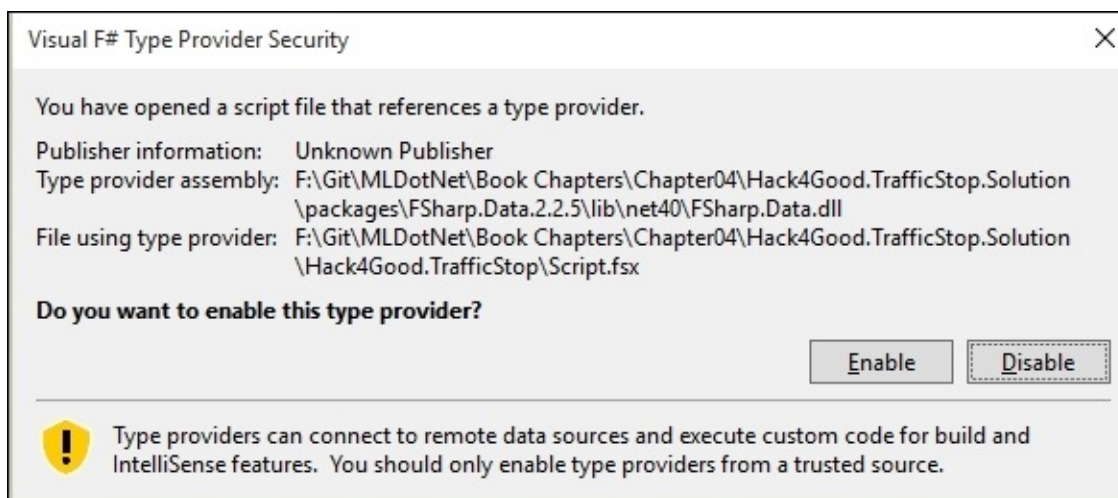 Visual F# Type Provider Security
You have opened a script file that references a type provider.
Publisher information: Unknown Publisher
Type provider assembly: F:\Git\MLDotNet\Book Chapters\Chapter04\Hack4Good.TrafficStop.Solution
\packages\FSharp.Data.2.2.5\lib\net40\FSharp.Data.dll
File using type provider: F:\Git\MLDotNet\Book Chapters\Chapter04\Hack4Good.TrafficStop.Solution
\Hack4Good.TrafficStop\Script.fsx
Do you want to enable this type provider?
Enable Disable
Type providers can connect to remote data sources and execute custom code for build and
IntelliSense features. You should only enable type providers from a trusted source.